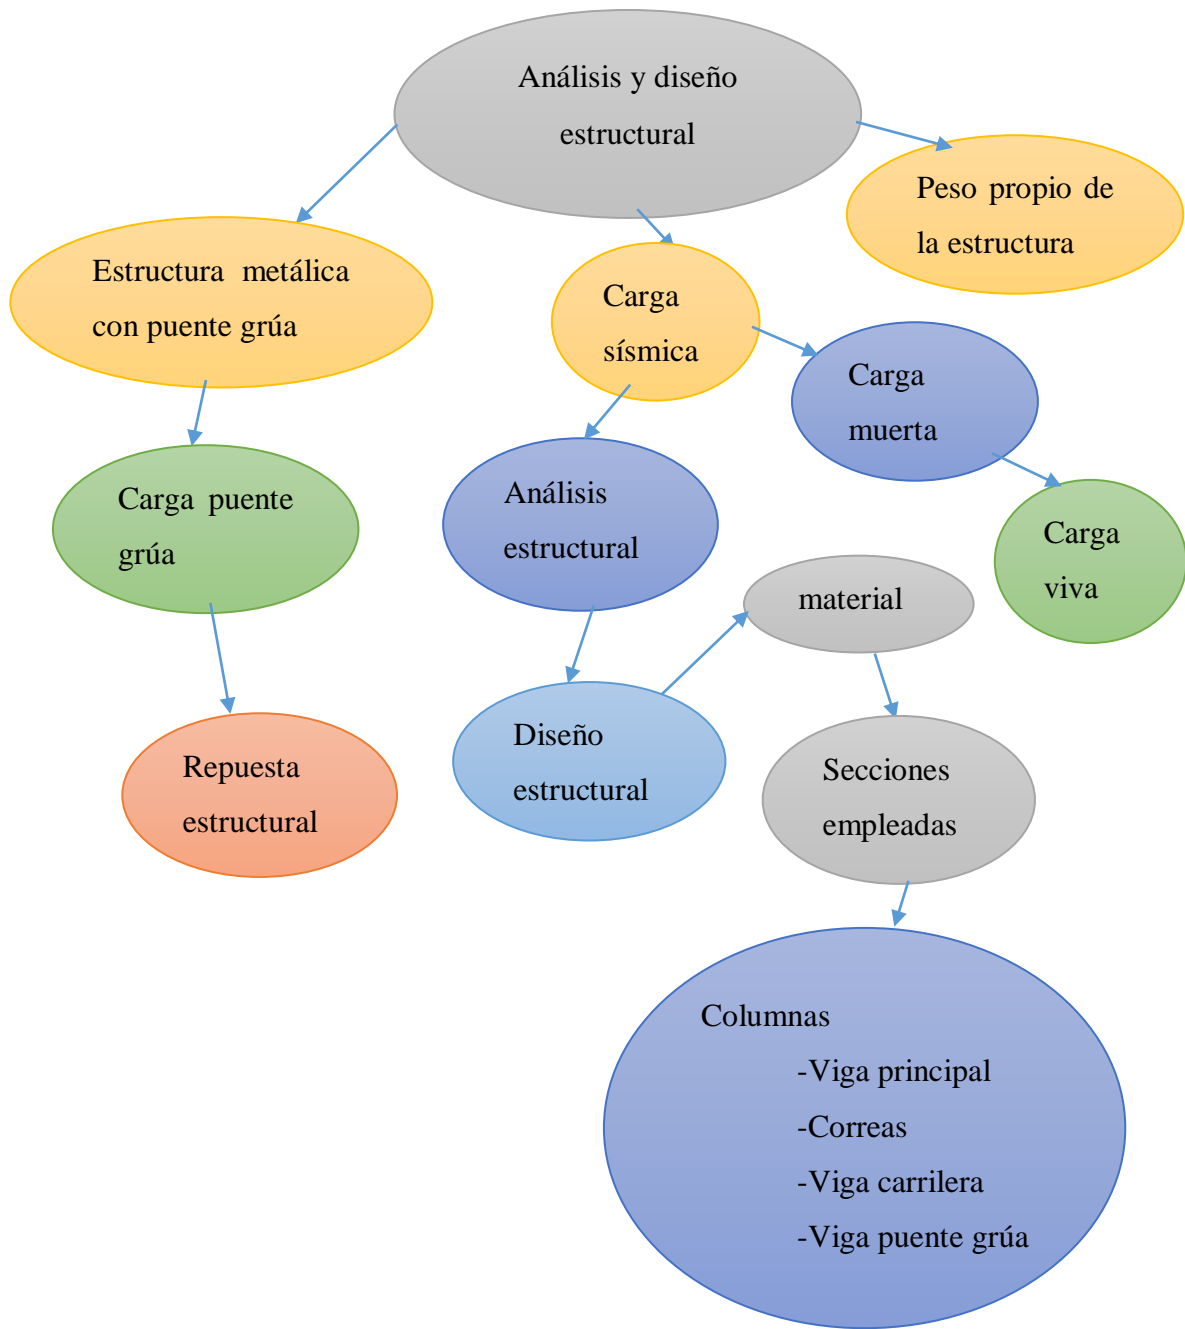 Análisis y diseño
estructural
Peso propio de
la estructura
Estructura metálica
con puente grúa
Carga
sísmica
Carga
muerta
Carga puente
grúa
Análisis
estructural
Carga
viva
material
Repuesta
estructural
Diseño
estructural
Secciones
empleadas
Columnas
-Viga principal
-Correas
-Viga carrilera
-Viga puente grúa